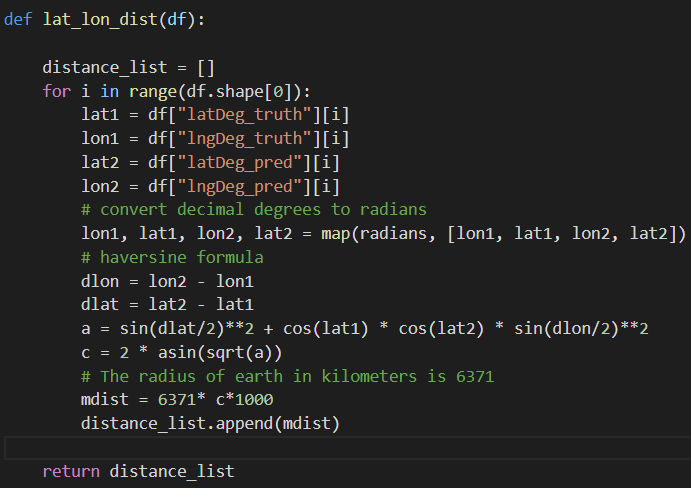 def lat_lon_dist(df):

    distance_list = []
    for i in range(df.shape[0]):
        lat1 = df["latDeg_truth"][i]
        lon1 = df["lngDeg_truth"][i]
        lat2 = df["latDeg_pred"][i]
        lon2 = df["lngDeg_pred"][i]
        # convert decimal degrees to radians
        lon1, lat1, lon2, lat2 = map(radians, [lon1, lat1, lon2, lat2])
        # haversine formula
        dlon = lon2 - lon1
        dlat = lat2 - lat1
        a = sin(dlat/2)**2 + cos(lat1) * cos(lat2) * sin(dlon/2)**2
        c = 2 * asin(sqrt(a))
        # The radius of earth in kilometers is 6371
        mdist = 6371* c*1000
        distance_list.append(mdist)

    return distance_list